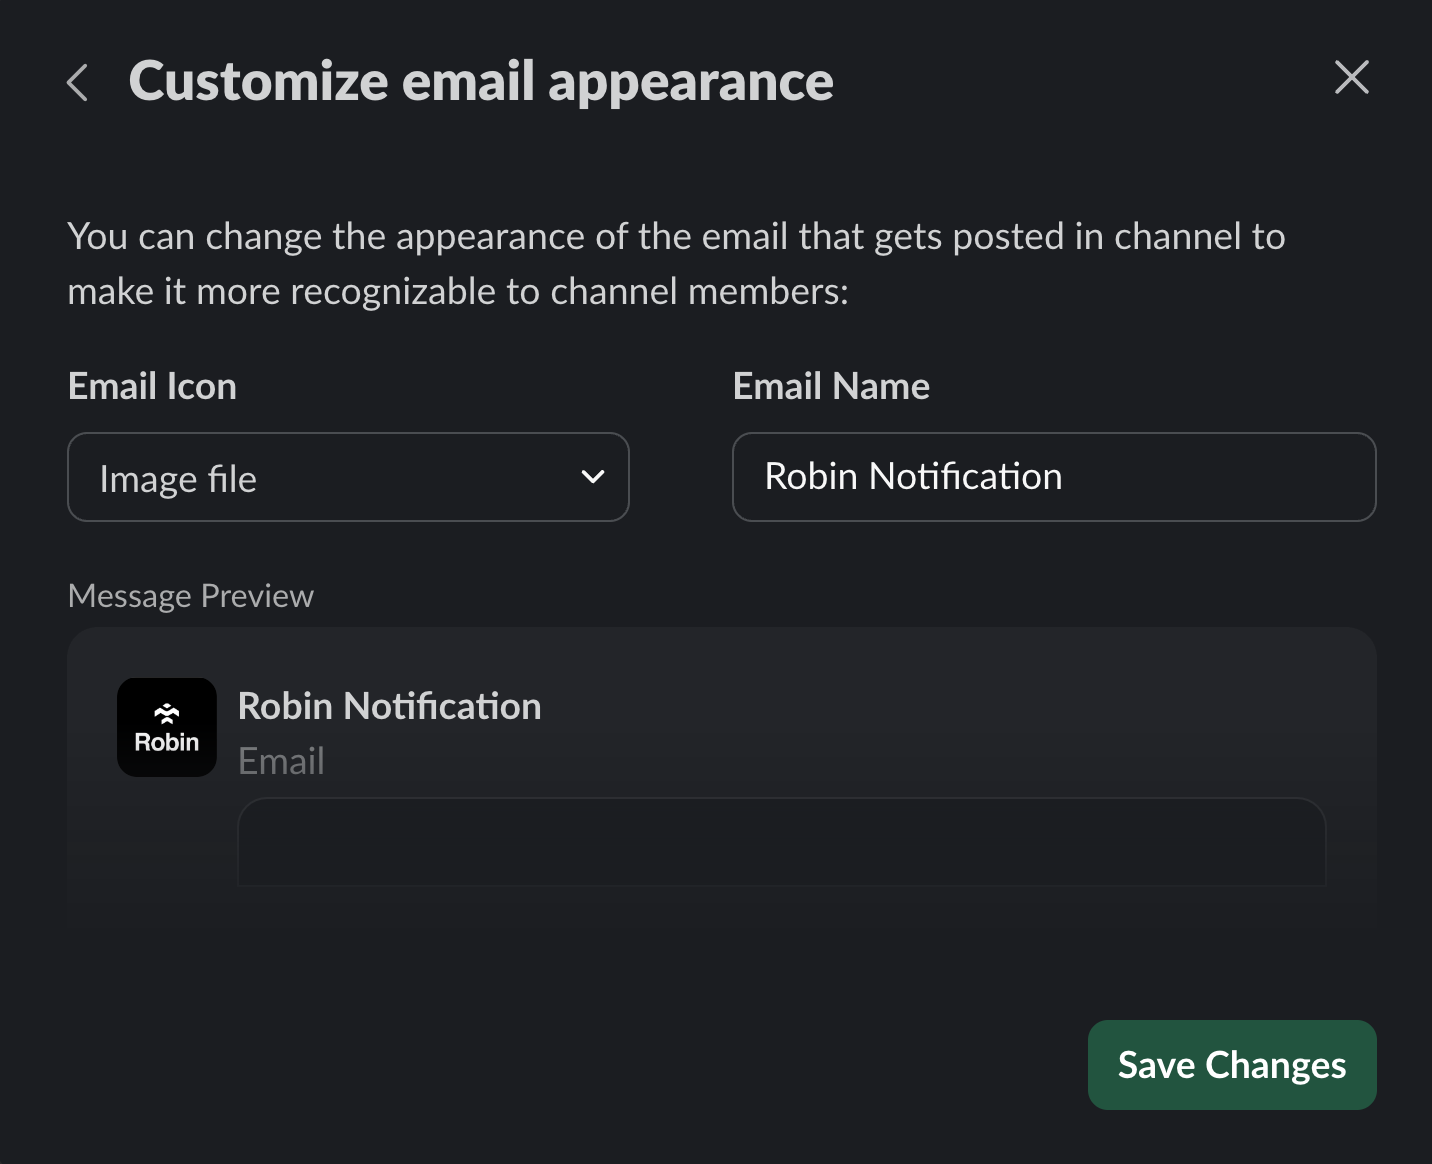 Customize email appearance
You can change the appearance of the email that gets posted in channel to
make it more recognizable to channel members:
Email Icon
Email Name
Image file
Robin Notification
Message Preview
Robin
Robin Notification
Email
Save Changes